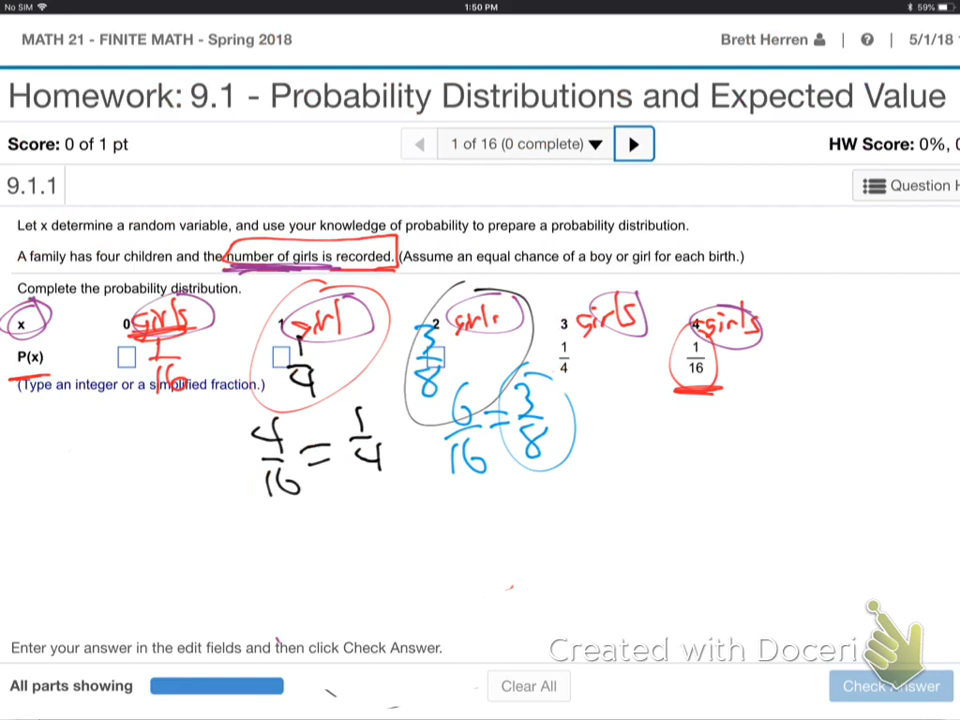 No SIM 1:50 PM 59%
MATH 21 - FINITE MATH - Spring 2018 Brett Herren | ? | 5/1/18
Homework: 9.1 - Probability Distributions and Expected Value
Score: 0 of 1 pt 1 of 16 (0 complete) HW Score: 0%,
9.1.1 Question
Let x determine a random variable, and use your knowledge of probability to prepare a probability distribution.
A family has four children and the number of girls is recorded. (Assume an equal chance of a boy or girl for each birth.)
Complete the probability distribution.
x 0 girls 1 girl 2 girls 3 girls 4 girls
P(x) 1/16 1/4 3/8 1/4 1/16
(Type an integer or a simplified fraction.)
4/16 = 1/4 6/16 = 3/8
Enter your answer in the edit fields and then click Check Answer.
Created with Doceri
All parts showing Clear All Check Answer